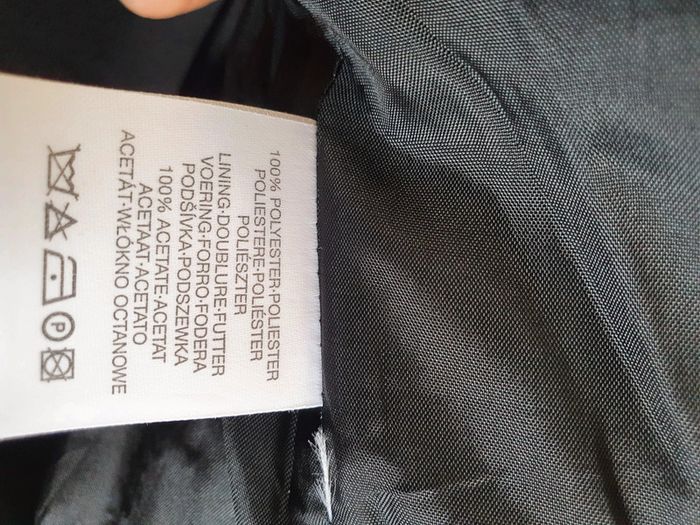 100% POLYESTER·POLIESTER
POLIESTERE·POLIÉSTER
POLIÉSZTER
LINING·DOUBLURE·FUTTER
VOERING·FORRO·FODERA
PODŠÍVKA·PODSZEWKA
100% ACETATE·ACETAT
ACETAAT·ACETATO
ACETÁT·WŁÓKNO OCTANOWE
P